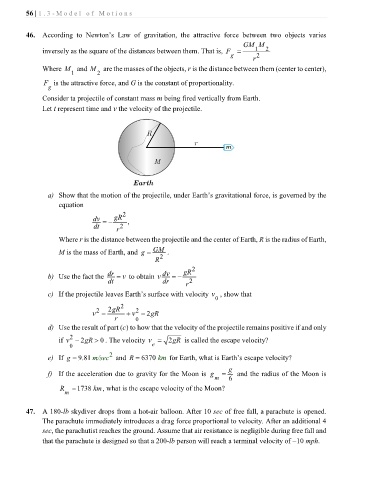 56 | 1.3-Model of Motions
46. According to Newton's Law of gravitation, the attractive force between two objects varies
inversely as the square of the distances between them. That is, F_g = GM_1M_2 / r^2
Where M_1 and M_2 are the masses of the objects, r is the distance between them (center to center),
F_g is the attractive force, and G is the constant of proportionality.
Consider ta projectile of constant mass m being fired vertically from Earth.
Let t represent time and v the velocity of the projectile.
R
r
m
M
Earth
a) Show that the motion of the projectile, under Earth's gravitational force, is governed by the
equation
dv/dt = − gR^2/r^2,
Where r is the distance between the projectile and the center of Earth, R is the radius of Earth,
M is the mass of Earth, and g = GM/R^2 .
b) Use the fact the dr/dt = v to obtain v dv/dr = − gR^2/r^2
c) If the projectile leaves Earth's surface with velocity v_0, show that
v^2 = 2gR^2/r + v_0^2 − 2gR
d) Use the result of part (c) to how that the velocity of the projectile remains positive if and only
if v_0^2 − 2gR > 0. The velocity v_e = √2gR is called the escape velocity?
e) If g = 9.81 m/sec^2 and R = 6370 km for Earth, what is Earth's escape velocity?
f) If the acceleration due to gravity for the Moon is g_m = g/6 and the radius of the Moon is
R_m = 1738 km, what is the escape velocity of the Moon?
47. A 180-lb skydiver drops from a hot-air balloon. After 10 sec of free fall, a parachute is opened.
The parachute immediately introduces a drag force proportional to velocity. After an additional 4
sec, the parachutist reaches the ground. Assume that air resistance is negligible during free fall and
that the parachute is designed so that a 200-lb person will reach a terminal velocity of −10 mph.